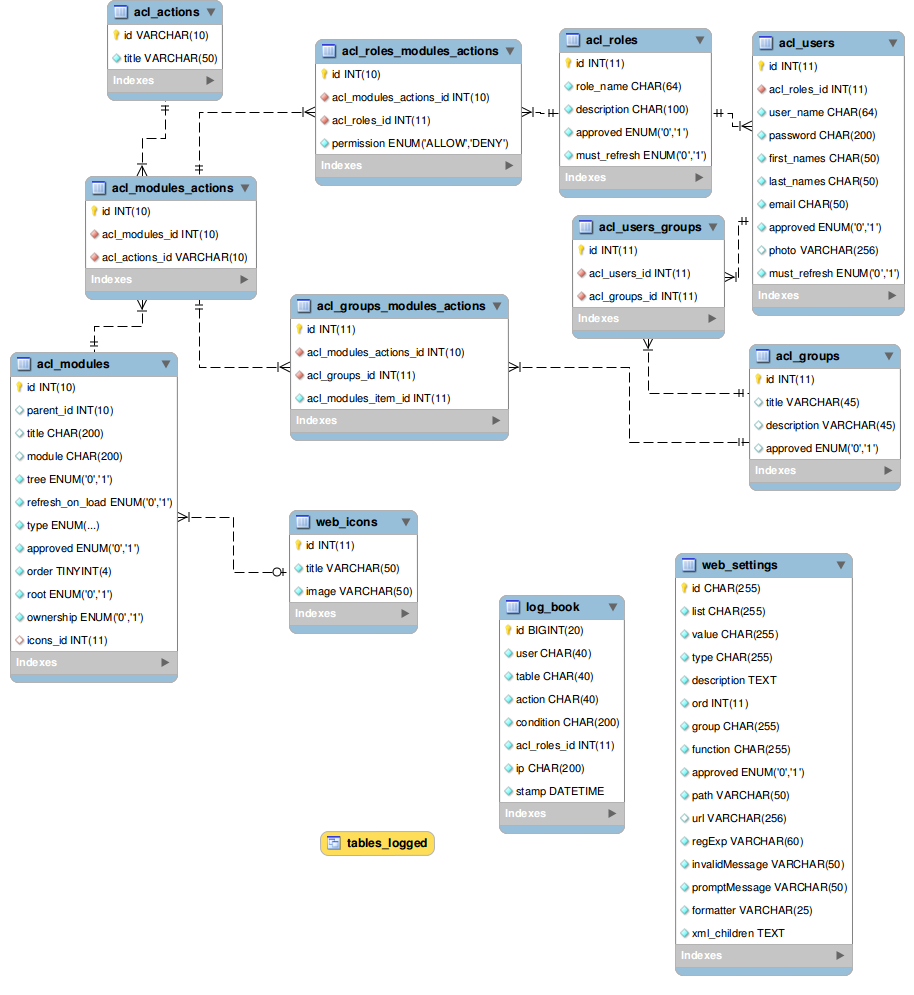 acl_actions
id VARCHAR(10)
title VARCHAR(50)
Indexes
acl_roles_modules_actions
id INT(10)
acl_modules_actions_id INT(10)
acl_roles_id INT(11)
permission ENUM('ALLOW','DENY')
Indexes
acl_roles
id INT(11)
role_name CHAR(64)
description CHAR(100)
approved ENUM('0','1')
must_refresh ENUM('0','1')
Indexes
acl_users
id INT(11)
acl_roles_id INT(11)
user_name CHAR(64)
password CHAR(200)
first_names CHAR(50)
last_names CHAR(50)
email CHAR(50)
approved ENUM('0','1')
photo VARCHAR(256)
must_refresh ENUM('0','1')
Indexes
acl_modules_actions
id INT(10)
acl_modules_id INT(10)
acl_actions_id VARCHAR(10)
Indexes
acl_users_groups
id INT(11)
acl_users_id INT(11)
acl_groups_id INT(11)
Indexes
acl_groups_modules_actions
id INT(11)
acl_modules_actions_id INT(10)
acl_groups_id INT(11)
acl_modules_item_id INT(11)
Indexes
acl_groups
id INT(11)
title VARCHAR(45)
description VARCHAR(45)
approved ENUM('0','1')
Indexes
acl_modules
id INT(10)
parent_id INT(10)
title CHAR(200)
module CHAR(200)
tree ENUM('0','1')
refresh_on_load ENUM('0','1')
type ENUM(...)
approved ENUM('0','1')
order TINYINT(4)
root ENUM('0','1')
ownership ENUM('0','1')
icons_id INT(11)
Indexes
web_icons
id INT(11)
title VARCHAR(50)
image VARCHAR(50)
Indexes
log_book
id BIGINT(20)
user CHAR(40)
table CHAR(40)
action CHAR(40)
condition CHAR(200)
acl_roles_id INT(11)
ip CHAR(200)
stamp DATETIME
Indexes
web_settings
id CHAR(255)
list CHAR(255)
value CHAR(255)
type CHAR(255)
description TEXT
ord INT(11)
group CHAR(255)
function CHAR(255)
approved ENUM('0','1')
path VARCHAR(50)
url VARCHAR(256)
regExp VARCHAR(60)
invalidMessage VARCHAR(50)
promptMessage VARCHAR(50)
formatter VARCHAR(25)
xml_children TEXT
Indexes
tables_logged